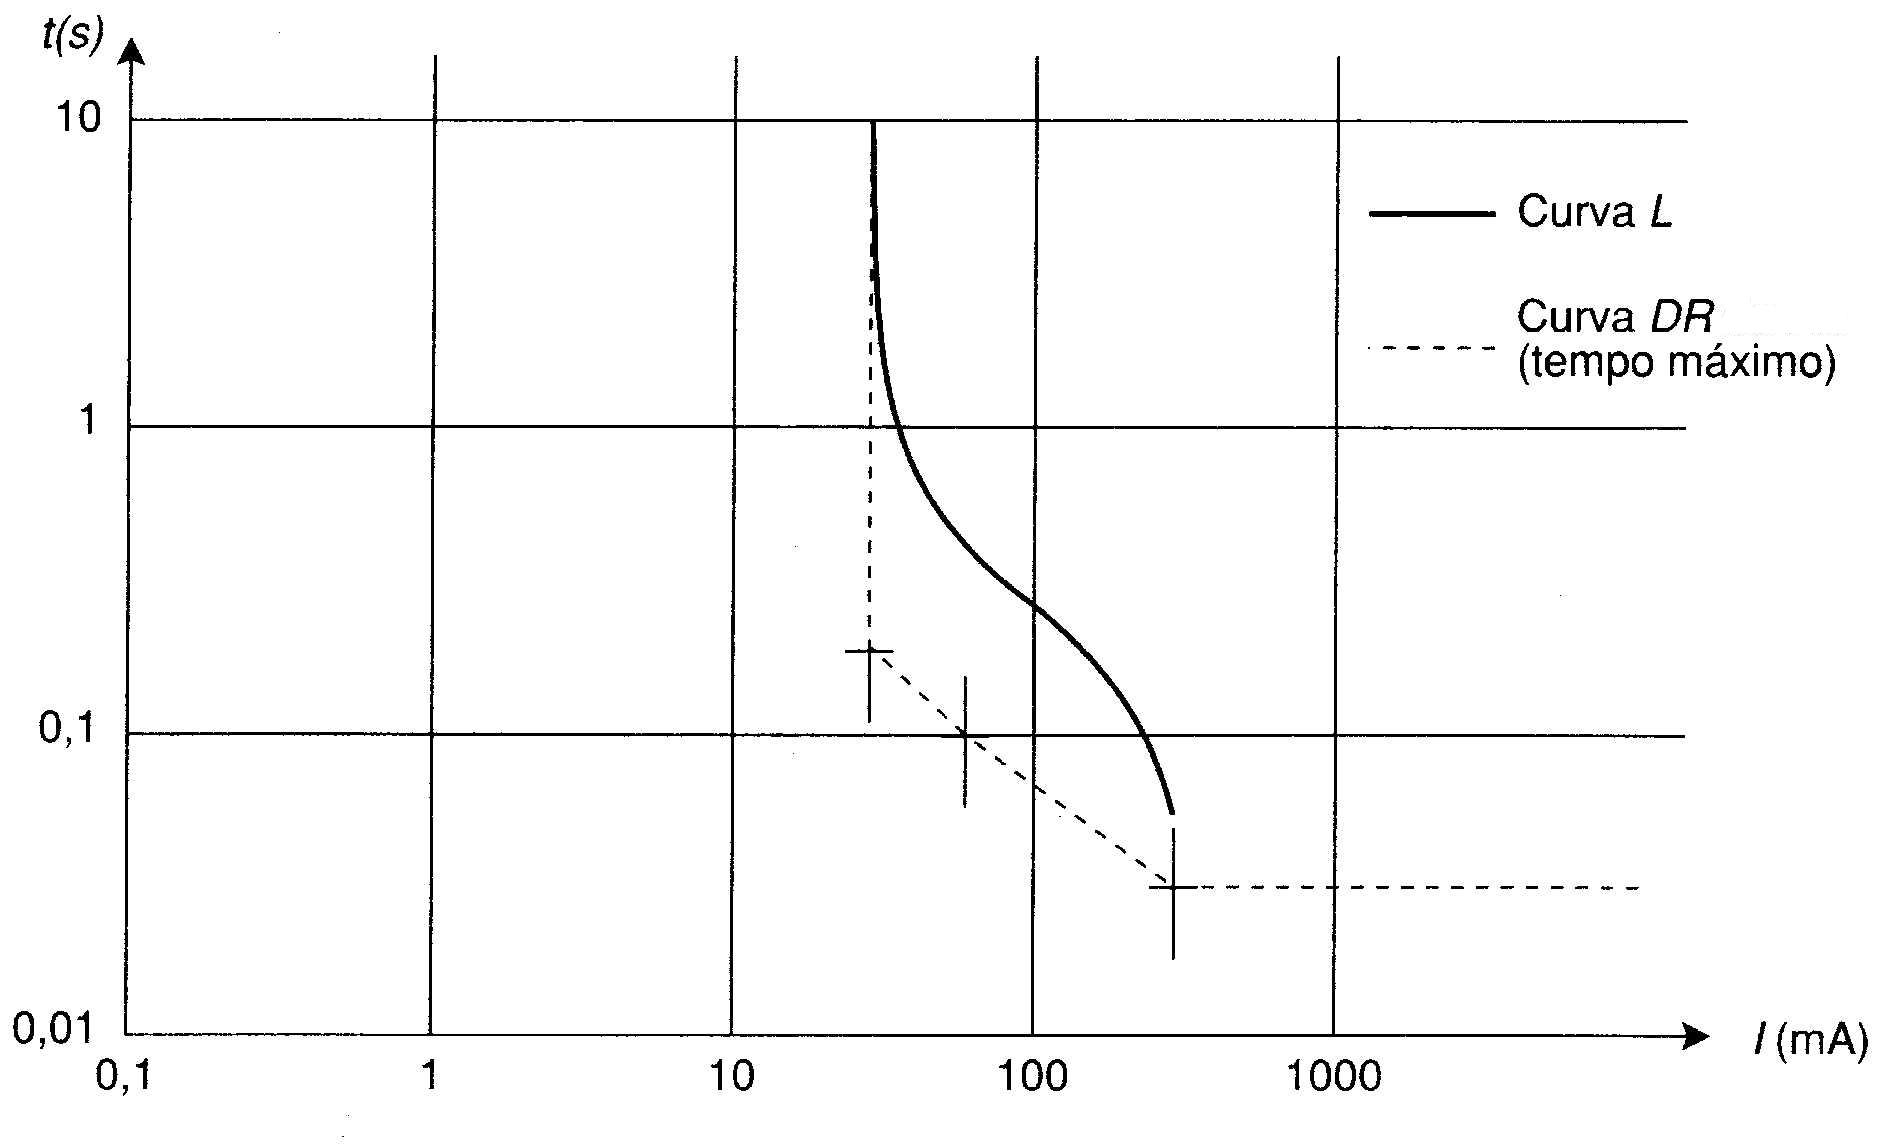 t(s)
10
1
0,1
0,01
0,1
1
10
100
1000
I (mA)
Curva L
Curva DR
(tempo máximo)